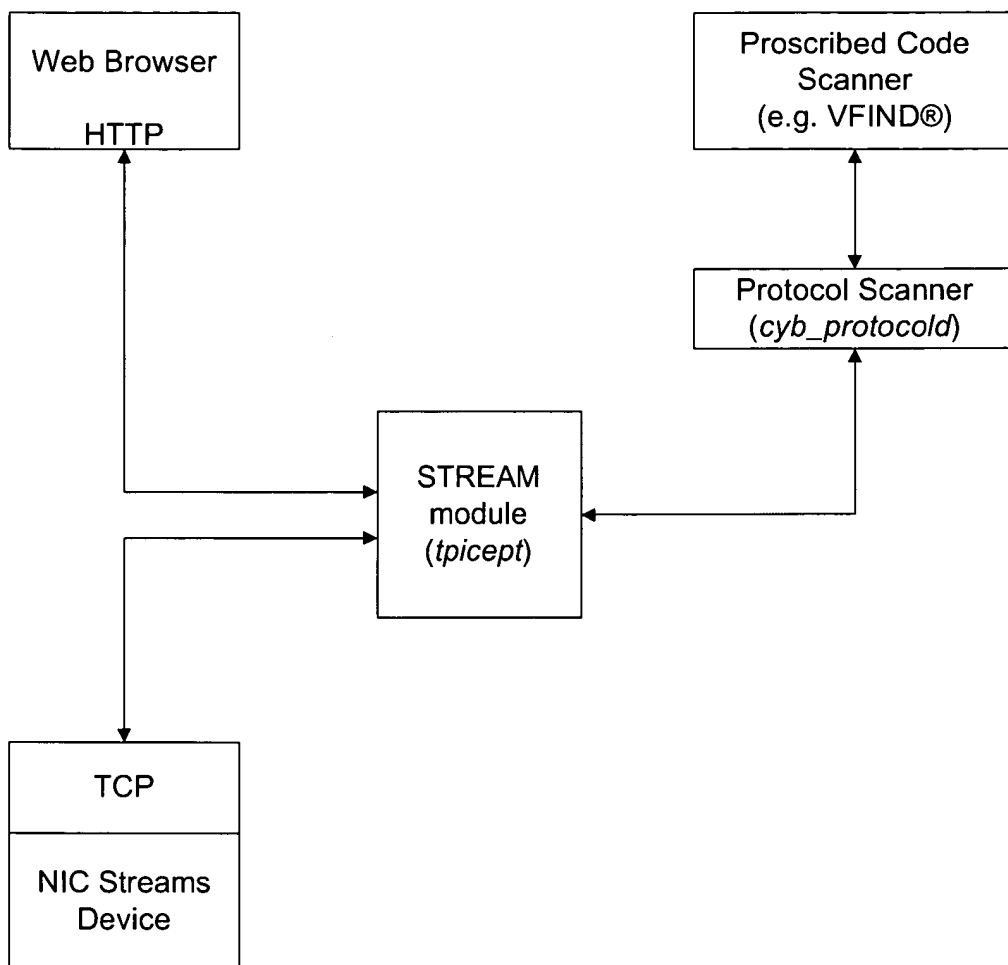 Web Browser
HTTP
Proscribed Code
Scanner
(e.g. VFIND®)
Protocol Scanner
(cyb_protocold)
STREAM
module
(tpicept)
TCP
NIC Streams
Device